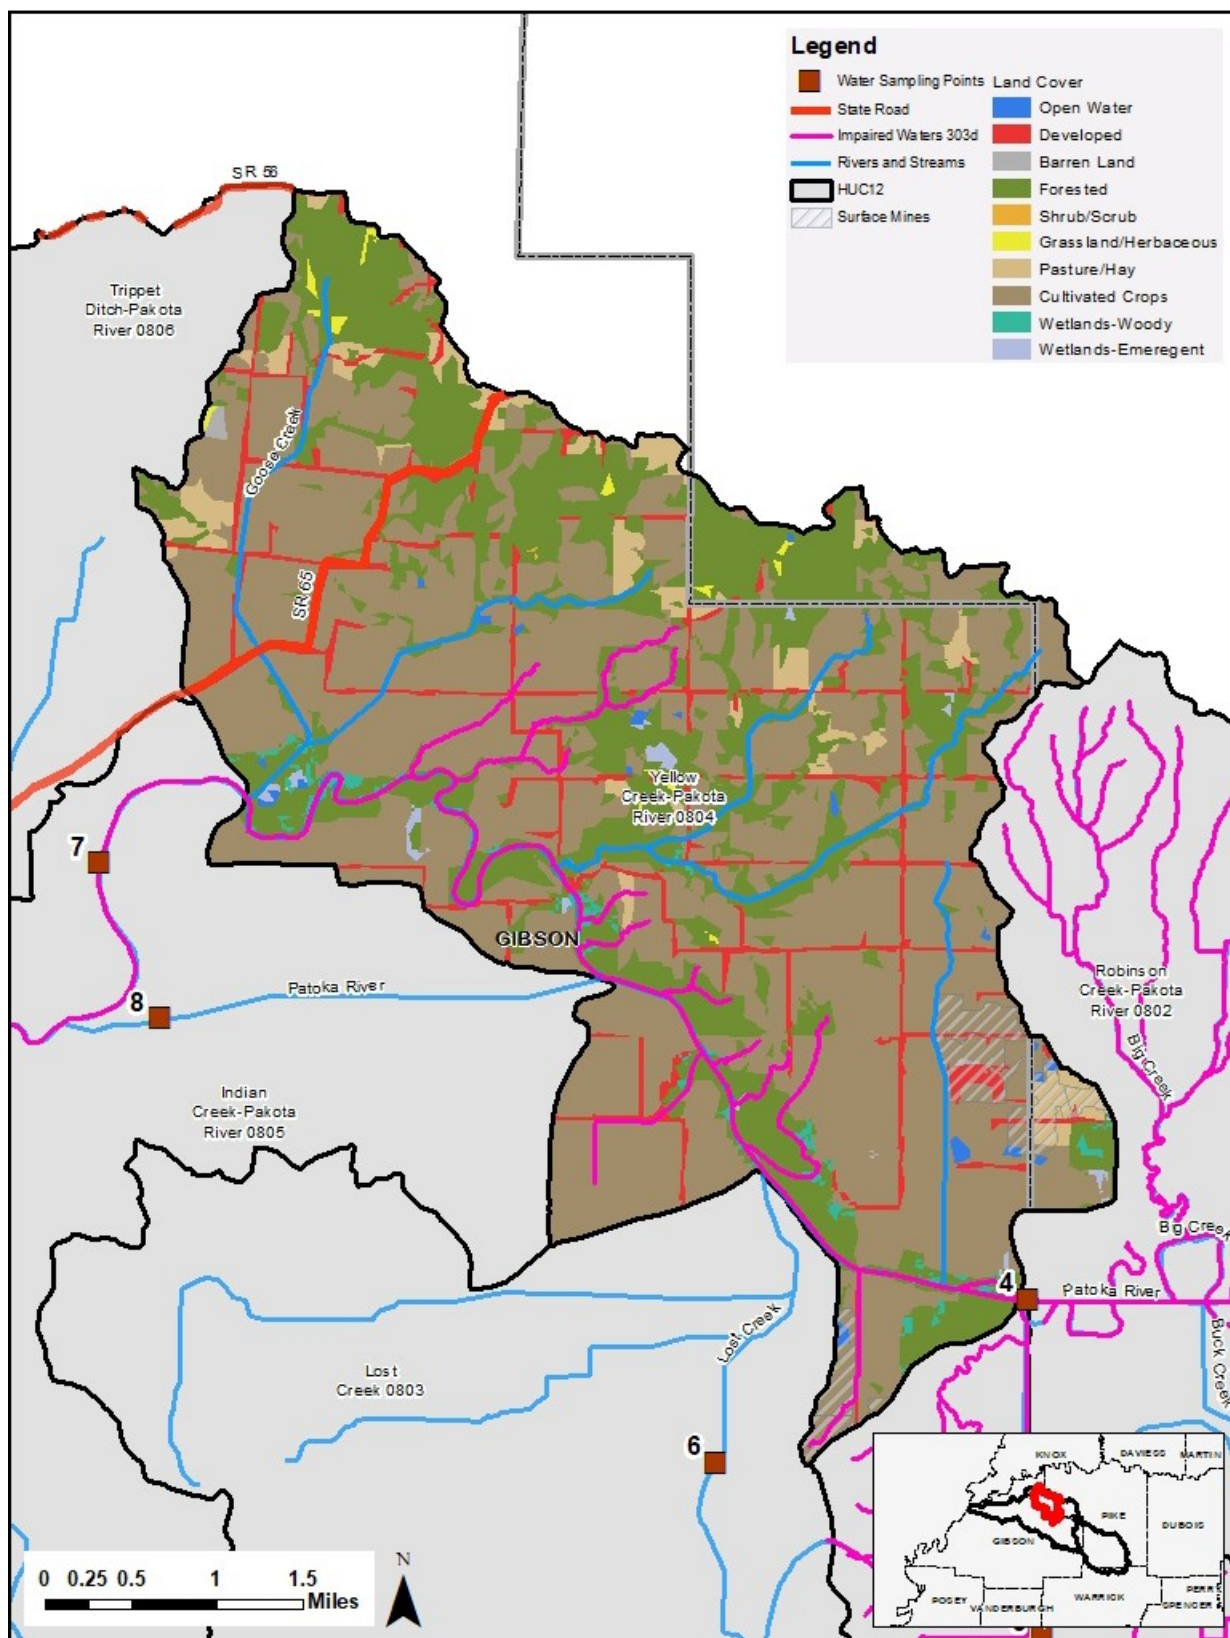 Legend
Water Sampling Points
State Road
Impaired Waters 303d
Rivers and Streams
HUC12
Surface Mines
Land Cover
Open Water
Developed
Barren Land
Forested
Shrub/Scrub
Grassland/Herbaceous
Pasture/Hay
Cultivated Crops
Wetlands-Woody
Wetlands-Emeregent
SR 56
Trippet
Ditch-Pakota
River 0806
Goose Creek
SR 65
Yellow
Creek-Pakota
River 0804
7
GIBSON
8
Patoka River
Robinson
Creek-Pakota
River 0802
Big Creek
Indian
Creek-Pakota
River 0805
Big Creek
4
Patoka River
Buck Creek
Lost Creek
Lost
Creek 0803
6
KNOX
DAVIESS
MARTIN
PIKE
DUBOIS
GIBSON
WARRICK
POSEY
VANDERBURGH
SPENCER
N
0 0.25 0.5 1 1.5
Miles